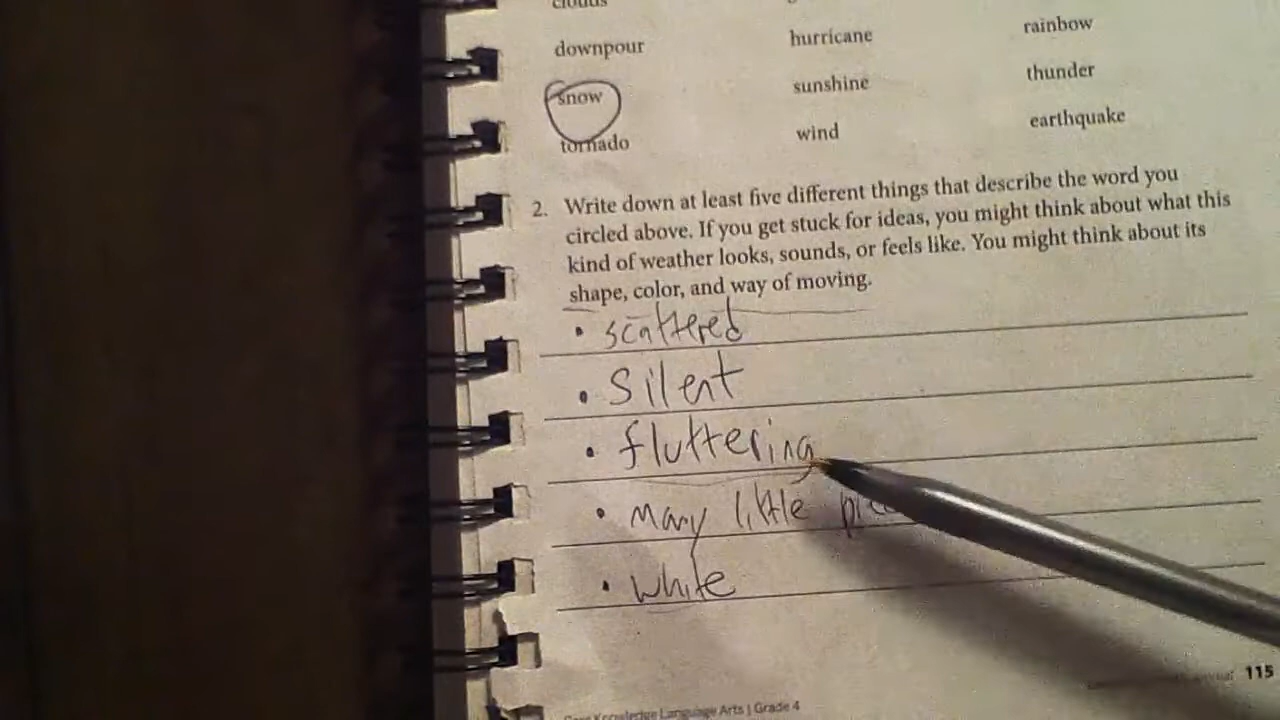 clouds
downpour hurricane rainbow
snow sunshine thunder
tornado wind earthquake
2. Write down at least five different things that describe the word you
circled above. If you get stuck for ideas, you might think about what this
kind of weather looks, sounds, or feels like. You might think about its
shape, color, and way of moving.
• scattered
• Silent
• fluttering
• Many little
• white
115
Core Knowledge Language Arts | Grade 4